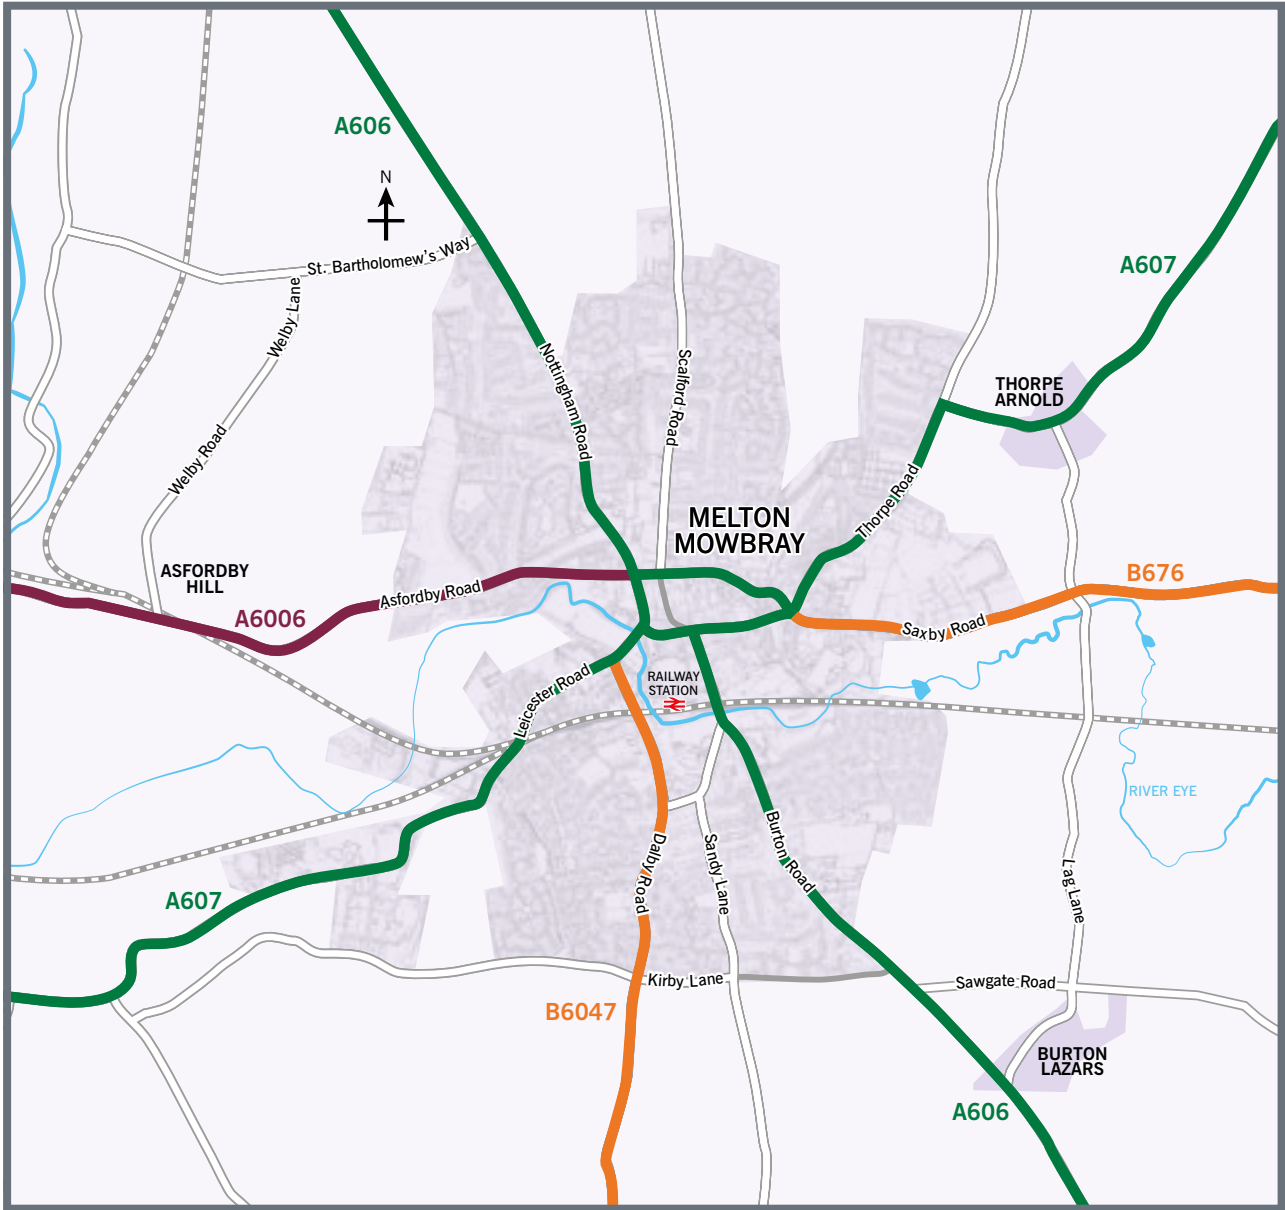 A606
N
St. Bartholomew's Way
A607
Welby Lane
Nottingham Road
Scalford Road
THORPE
ARNOLD
Welby Road
Thorpe Road
MELTON
MOWBRAY
ASFORDBY
HILL
B676
Asfordby Road
A6006
Saxby Road
RAILWAY
STATION
Leicester Road
RIVER EYE
Burton Road
Dalby Road
Sandy Lane
Lag Lane
A607
Kirby Lane
Sawgate Road
B6047
BURTON
LAZARS
A606